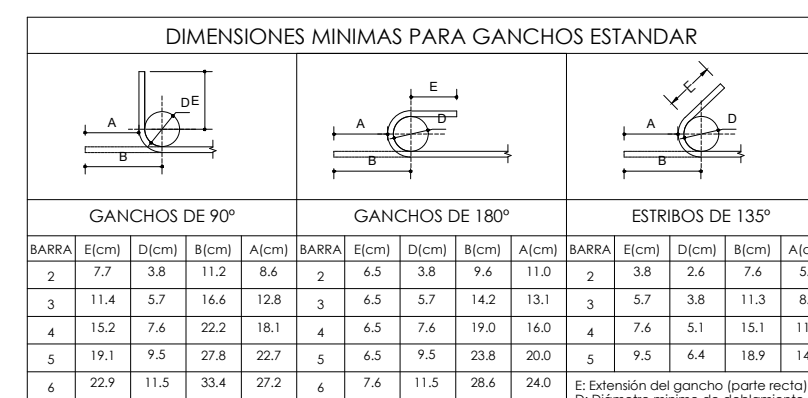 DIMENSIONES MINIMAS PARA GANCHOS ESTANDAR
A B D E
A B D E
A B D E
GANCHOS DE 90° GANCHOS DE 180° ESTRIBOS DE 135°
BARRA E(cm) D(cm) B(cm) A(cm) BARRA E(cm) D(cm) B(cm) A(cm) BARRA E(cm) D(cm) B(cm)
2 7.7 3.8 11.2 8.6 2 6.5 3.8 9.6 11.0 2 3.8 2.6 7.6
3 11.4 5.7 16.6 12.8 3 6.5 5.7 14.2 13.1 3 5.7 3.8 11.3
4 15.2 7.6 22.2 18.1 4 6.5 7.6 19.0 16.0 4 7.6 5.1 15.1
5 19.1 9.5 27.8 22.7 5 6.5 9.5 23.8 20.0 5 9.5 6.4 18.9
6 22.9 11.5 33.4 27.2 6 7.6 11.5 28.6 24.0 E: Extensión del gancho (parte recta)